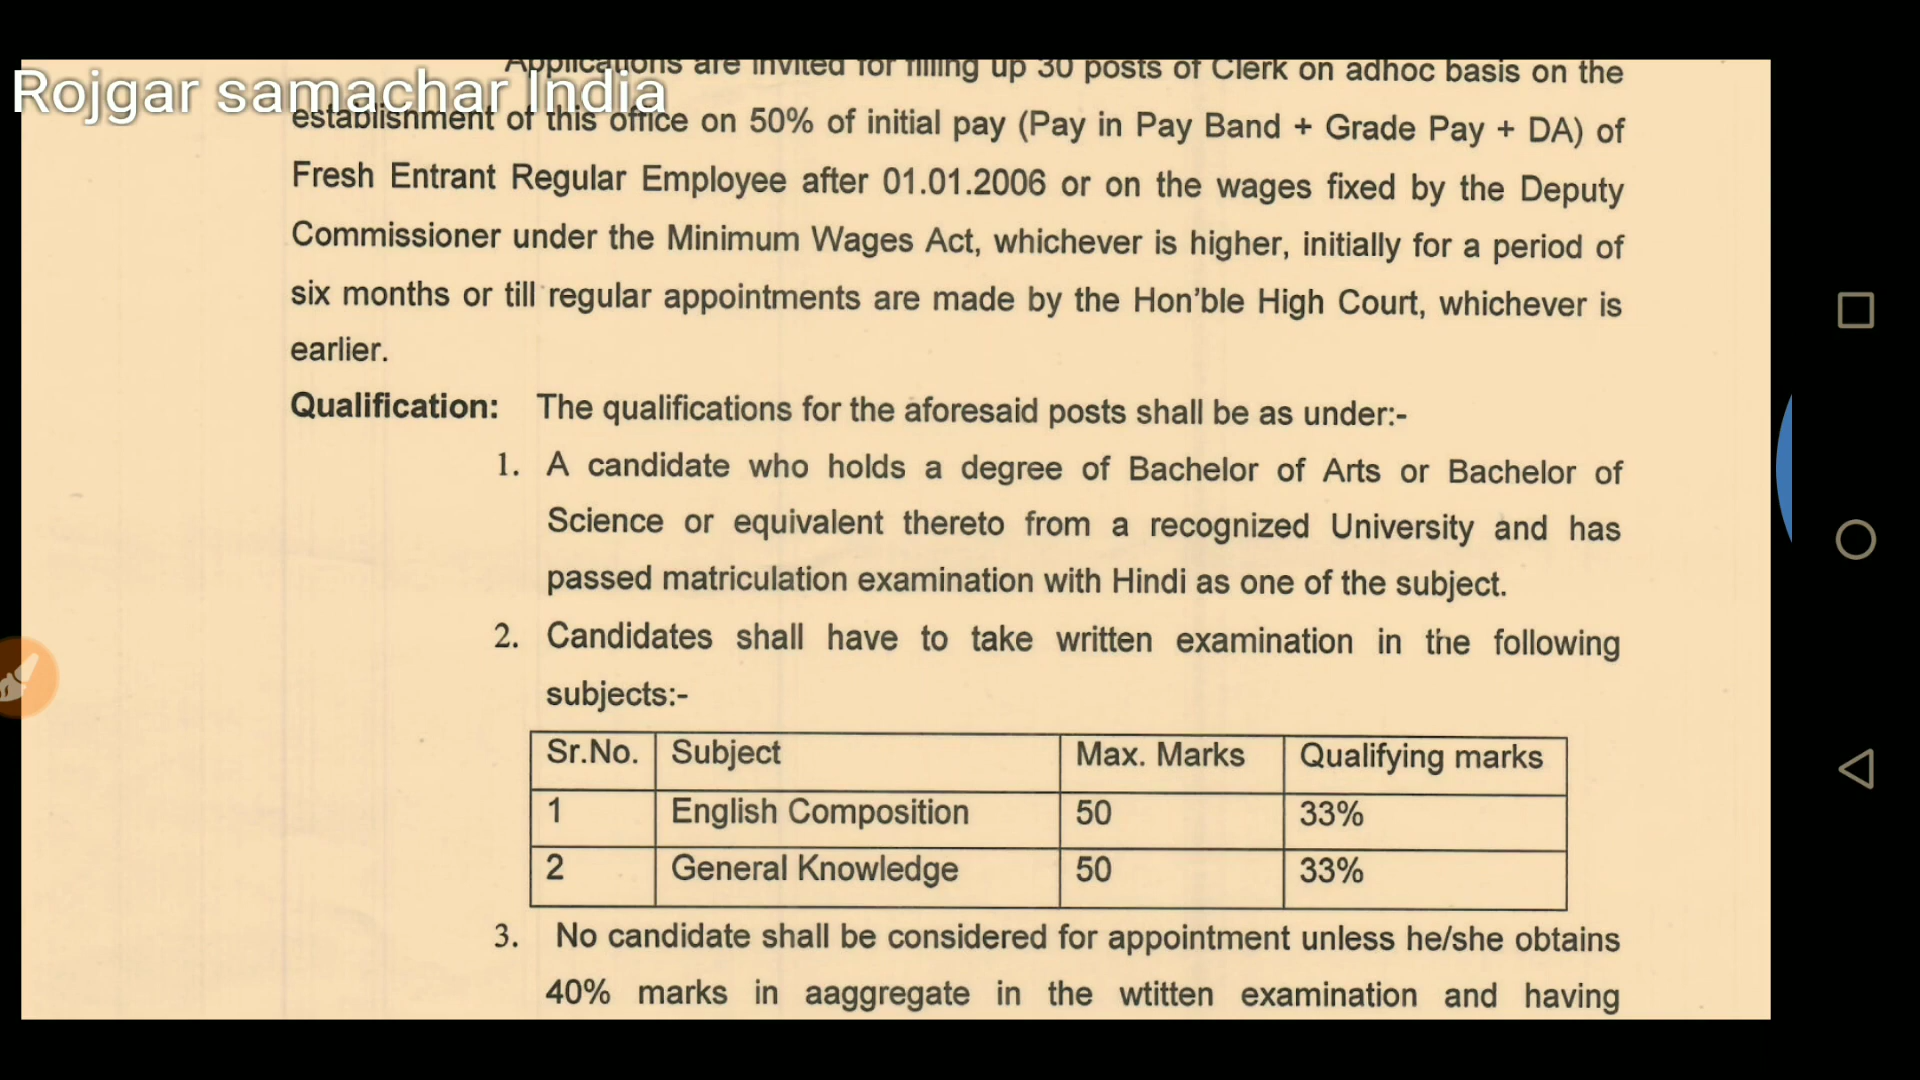 Applications are invited for filling up 30 posts of Clerk on adhoc basis on the
Rojgar samachar India
establishment of this office on 50% of initial pay (Pay in Pay Band + Grade Pay + DA) of
Fresh Entrant Regular Employee after 01.01.2006 or on the wages fixed by the Deputy
Commissioner under the Minimum Wages Act, whichever is higher, initially for a period of
six months or till regular appointments are made by the Hon'ble High Court, whichever is
earlier.
Qualification: The qualifications for the aforesaid posts shall be as under:-
1. A candidate who holds a degree of Bachelor of Arts or Bachelor of
Science or equivalent thereto from a recognized University and has
passed matriculation examination with Hindi as one of the subject.
2. Candidates shall have to take written examination in the following
subjects:-
Sr.No. Subject Max. Marks Qualifying marks
1 English Composition 50 33%
2 General Knowledge 50 33%
3. No candidate shall be considered for appointment unless he/she obtains
40% marks in aaggregate in the wtitten examination and having